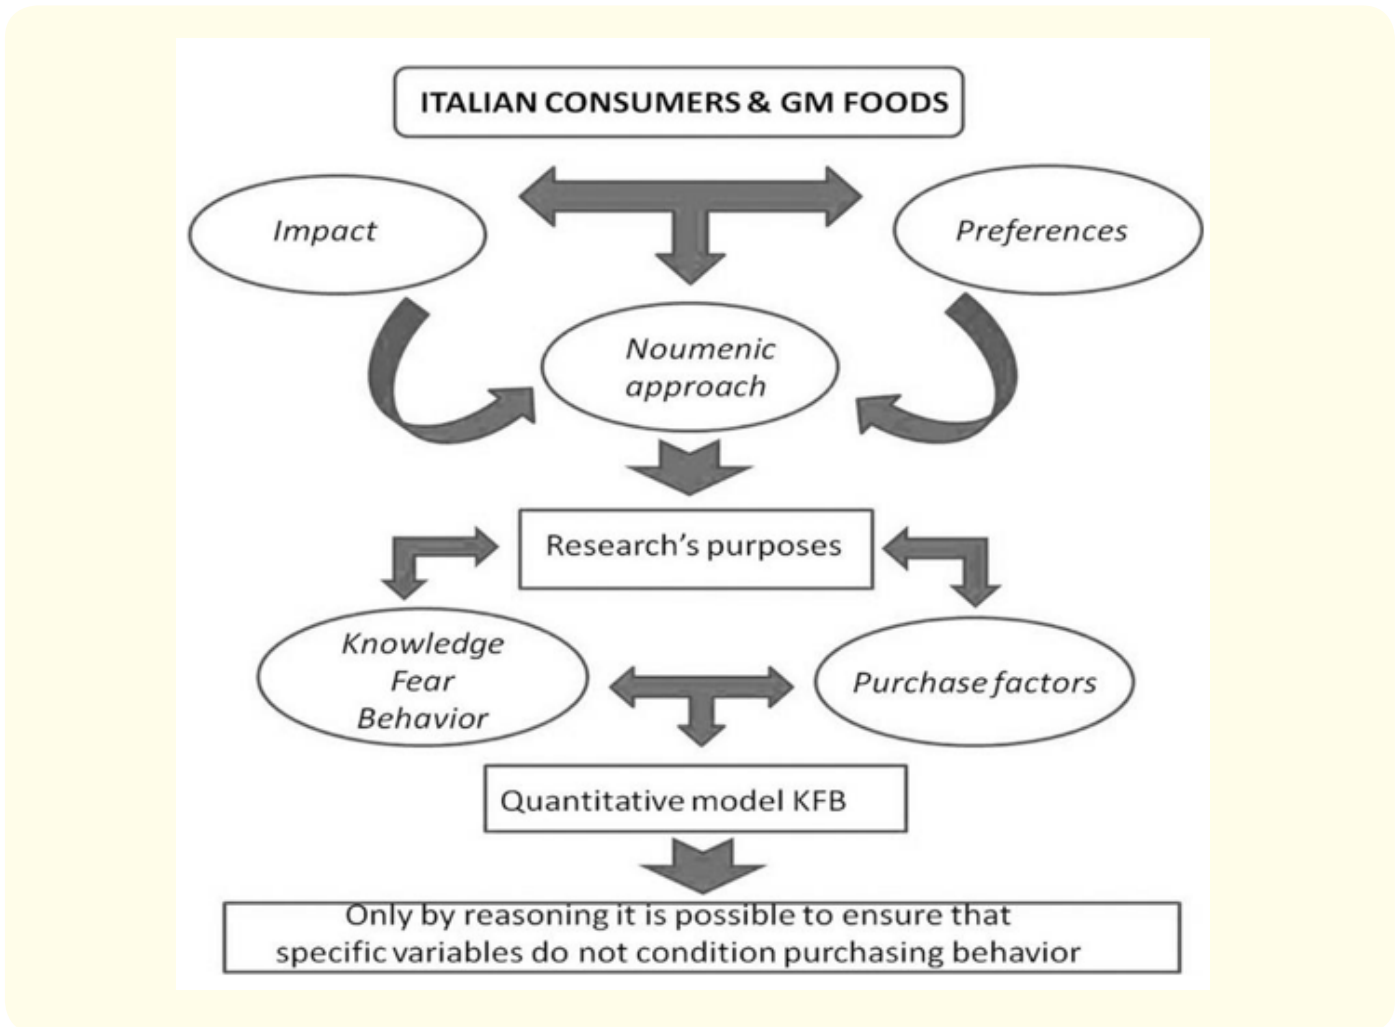 ITALIAN CONSUMERS & GM FOODS
Impact
Preferences
Noumenic
approach
Research's purposes
Knowledge
Fear
Behavior
Purchase factors
Quantitative model KFB
Only by reasoning it is possible to ensure that
specific variables do not condition purchasing behavior